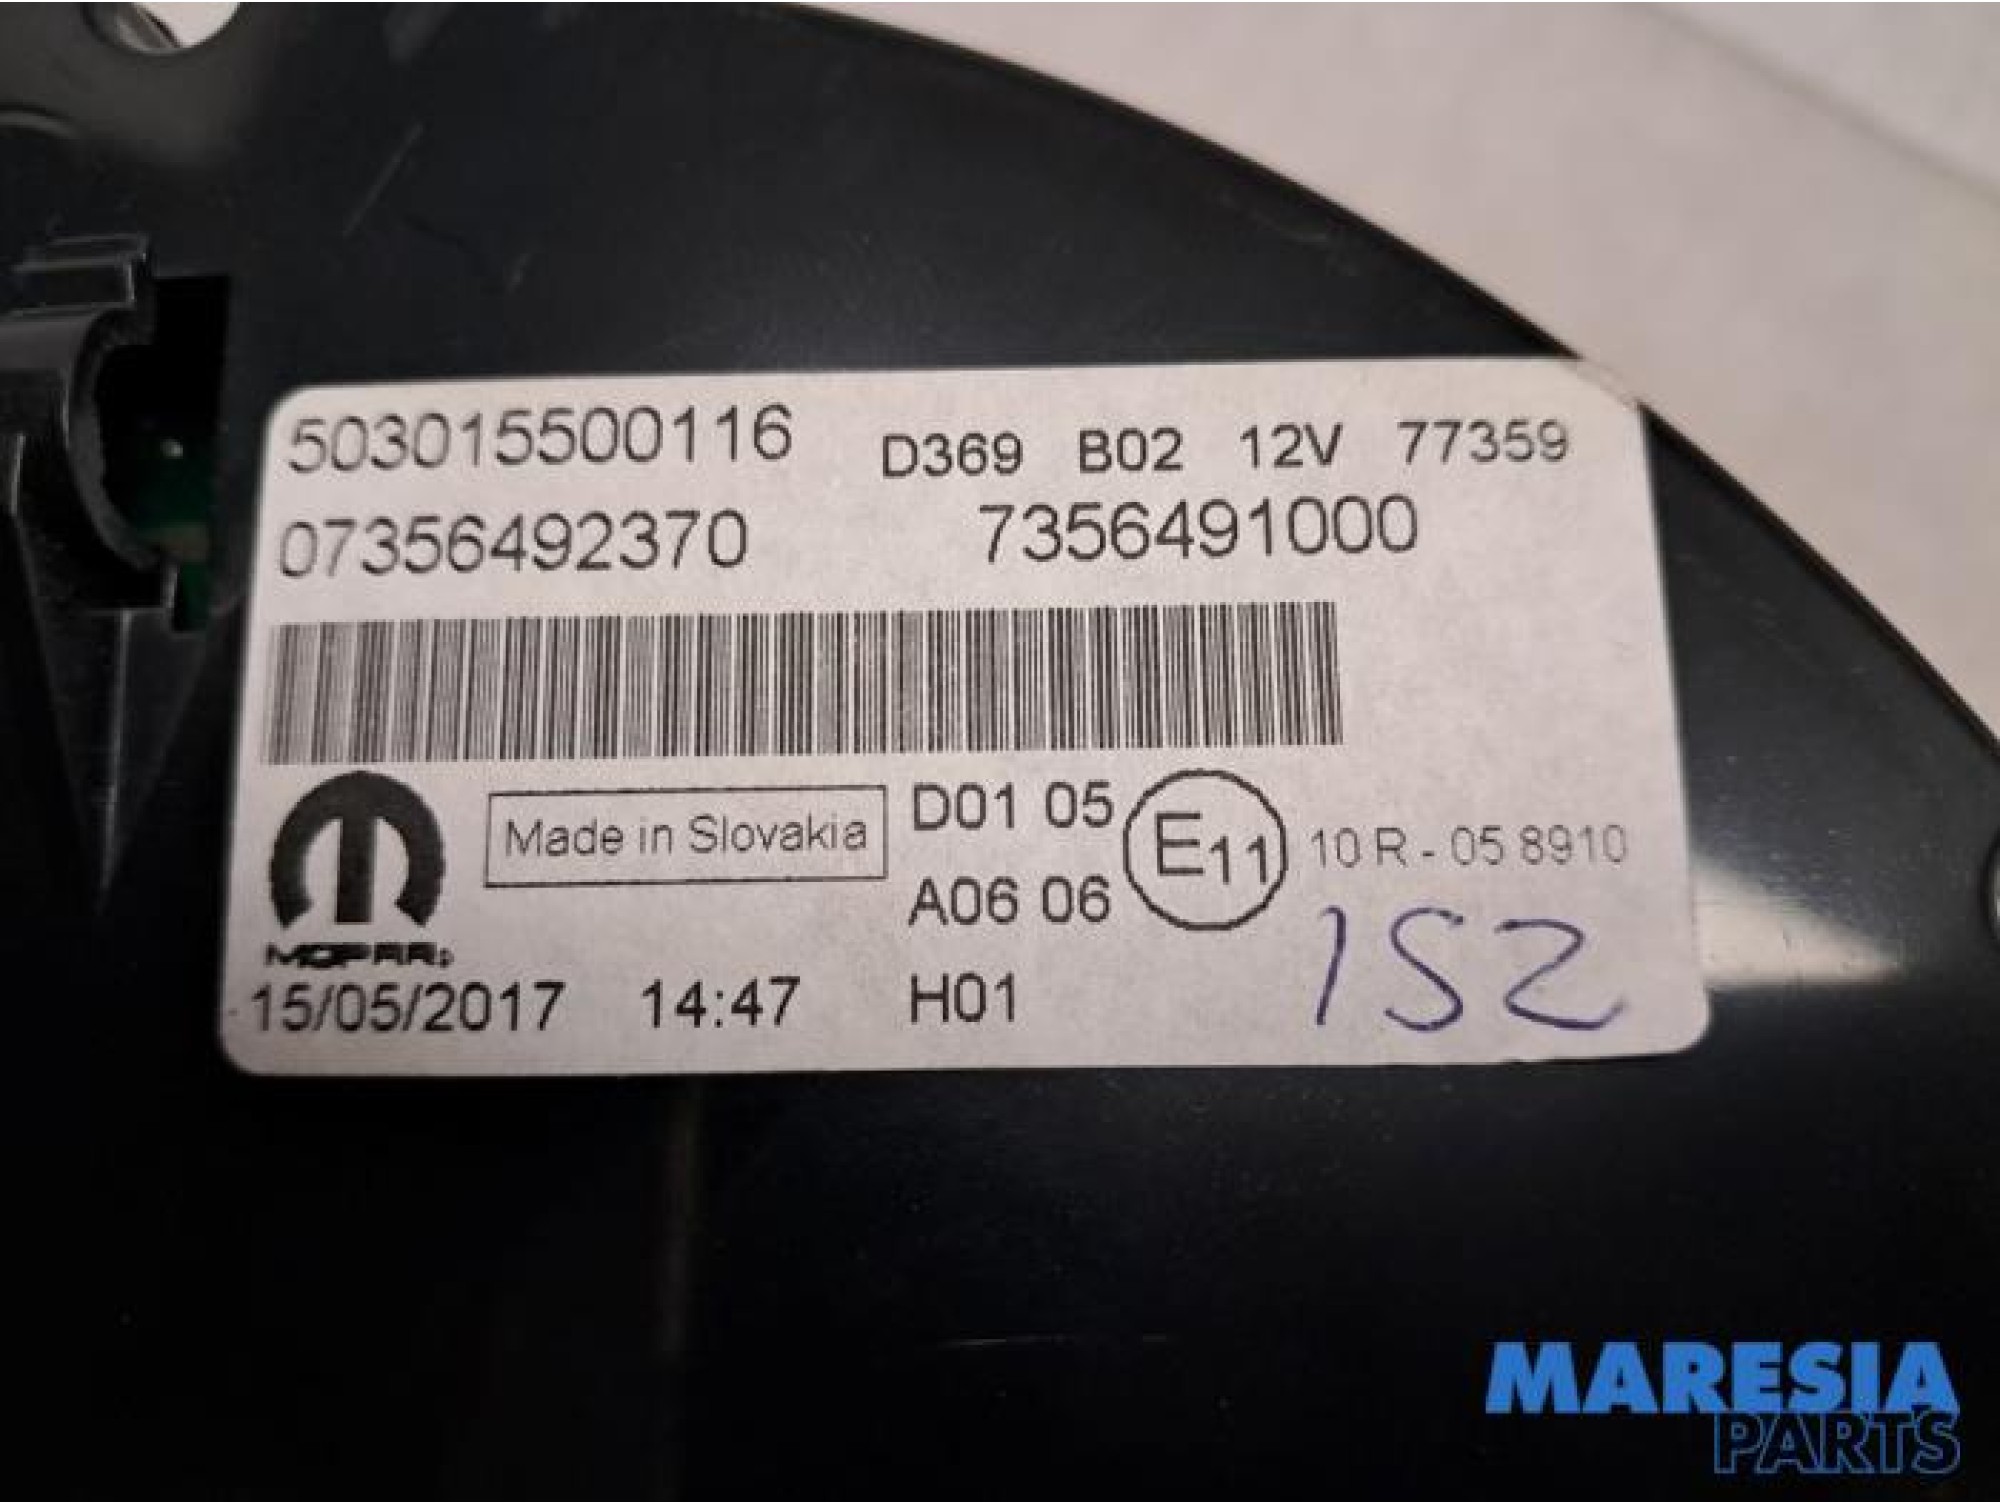 503015500116 D369 B02 12V 77359
07356492370 7356491000
Made in Slovakia D01 05 E11 10 R - 05 8910
A06 06
MOPAR
15/05/2017 14:47 H01 152
MARESIA
PARTS